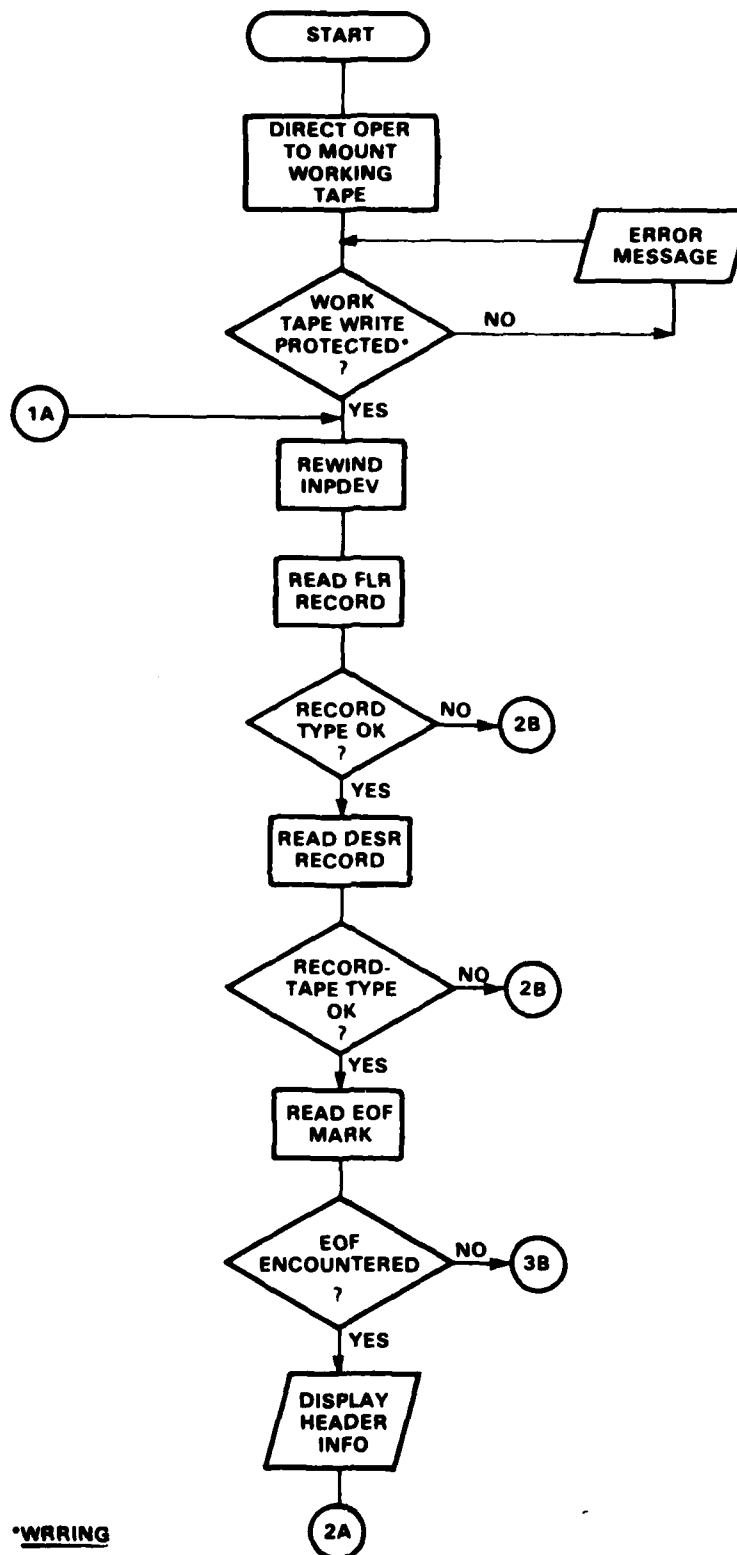 START
DIRECT OPER
TO MOUNT
WORKING
TAPE
ERROR
MESSAGE
WORK
TAPE WRITE
PROTECTED*
?
NO
YES
1A
REWIND
INPDEV
READ FLR
RECORD
RECORD
TYPE OK
?
NO
2B
YES
READ DESR
RECORD
RECORD-
TAPE TYPE
OK
?
NO
2B
YES
READ EOF
MARK
EOF
ENCOUNTERED
?
NO
3B
YES
DISPLAY
HEADER
INFO
*WRRING
2A